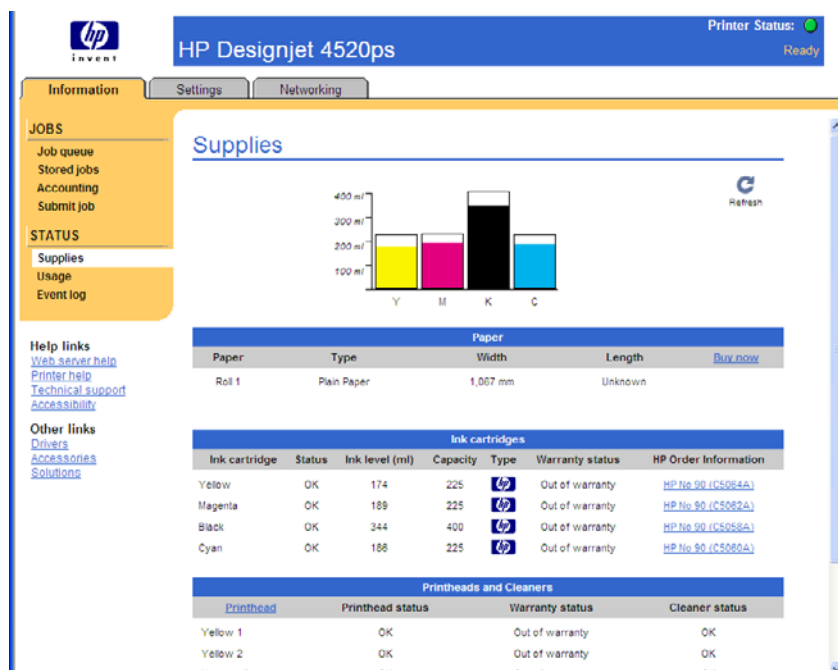 hp
invent
HP Designjet 4520ps
Printer Status:
Ready
Information
Settings
Networking
JOBS
Job queue
Stored jobs
Accounting
Submit job
STATUS
Supplies
Usage
Event log
Help links
Web server help
Printer help
Technical support
Accessibility
Other links
Drivers
Accessories
Solutions
Supplies
Refresh
400 ml
300 ml
200 ml
100 ml
Y M K C
Paper
Paper Type Width Length Buy now
Roll 1 Plain Paper 1,067 mm Unknown
Ink cartridges
Ink cartridge Status Ink level (ml) Capacity Type Warranty status HP Order Information
Yellow OK 174 225 hp Out of warranty HP No 90 (C5064A)
Magenta OK 189 225 hp Out of warranty HP No 90 (C5062A)
Black OK 344 400 hp Out of warranty HP No 90 (C5058A)
Cyan OK 186 225 hp Out of warranty HP No 90 (C5060A)
Printheads and Cleaners
Printhead Printhead status Warranty status Cleaner status
Yellow 1 OK Out of warranty OK
Yellow 2 OK Out of warranty OK